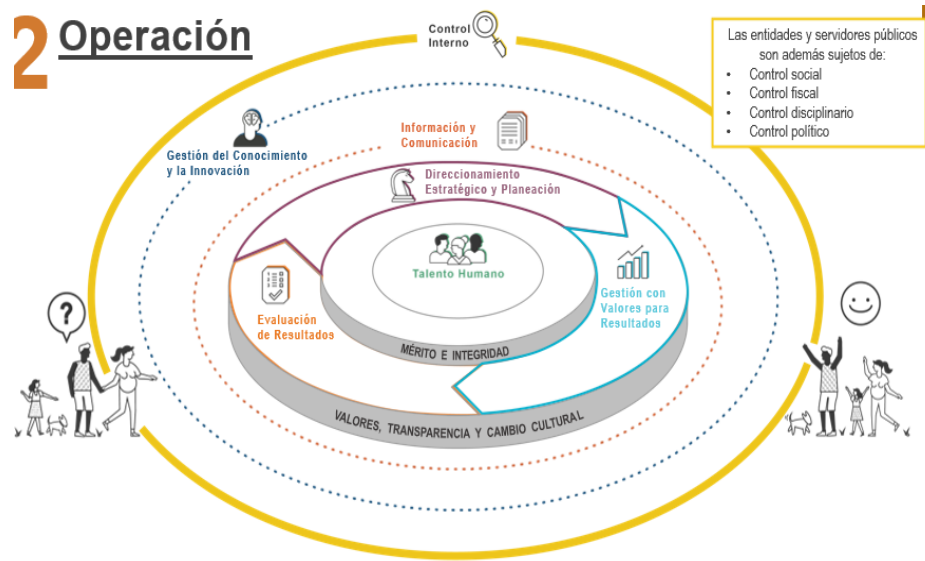 2 Operación
Control
Interno
Las entidades y servidores públicos
son además sujetos de:
• Control social
• Control fiscal
• Control disciplinario
• Control político
Gestión del Conocimiento
y la Innovación
Información y
Comunicación
Direccionamiento
Estratégico y Planeación
Talento Humano
Gestión con
Valores para
Resultados
Evaluación
de Resultados
MÉRITO E INTEGRIDAD
VALORES, TRANSPARENCIA Y CAMBIO CULTURAL
?